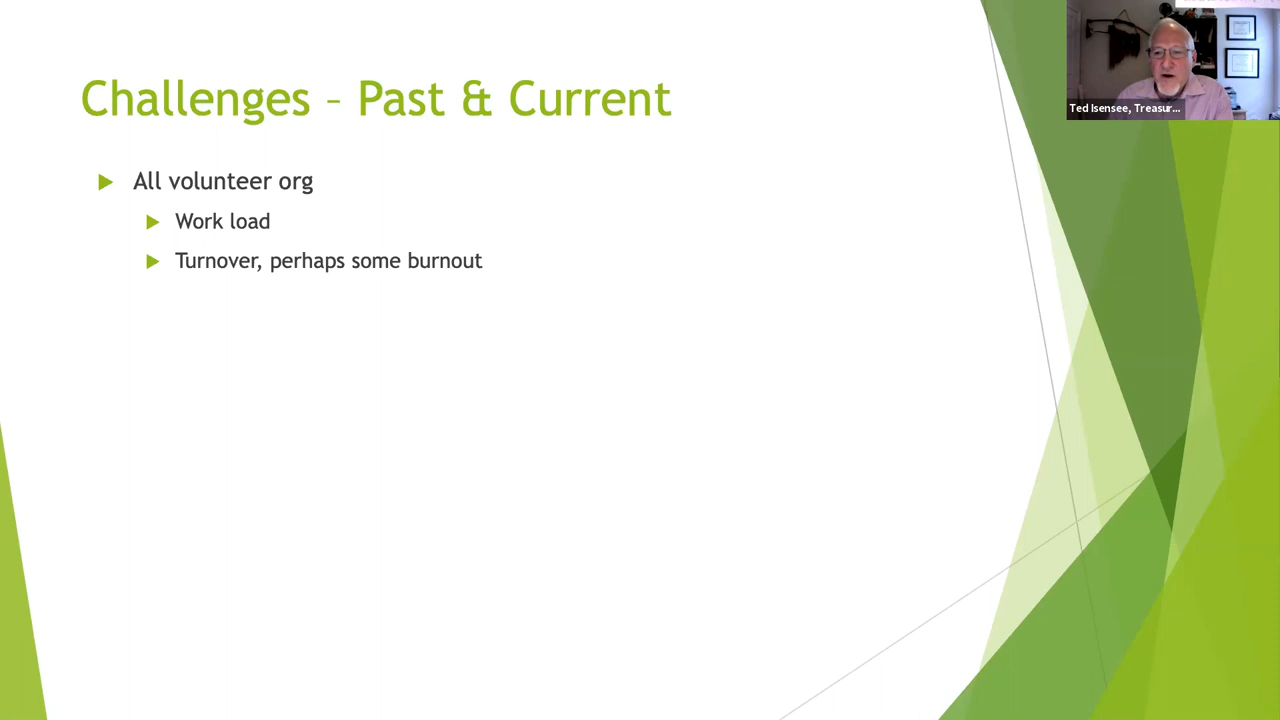 Challenges – Past & Current
All volunteer org
Work load
Turnover, perhaps some burnout
Ted Isensee, Treasur...